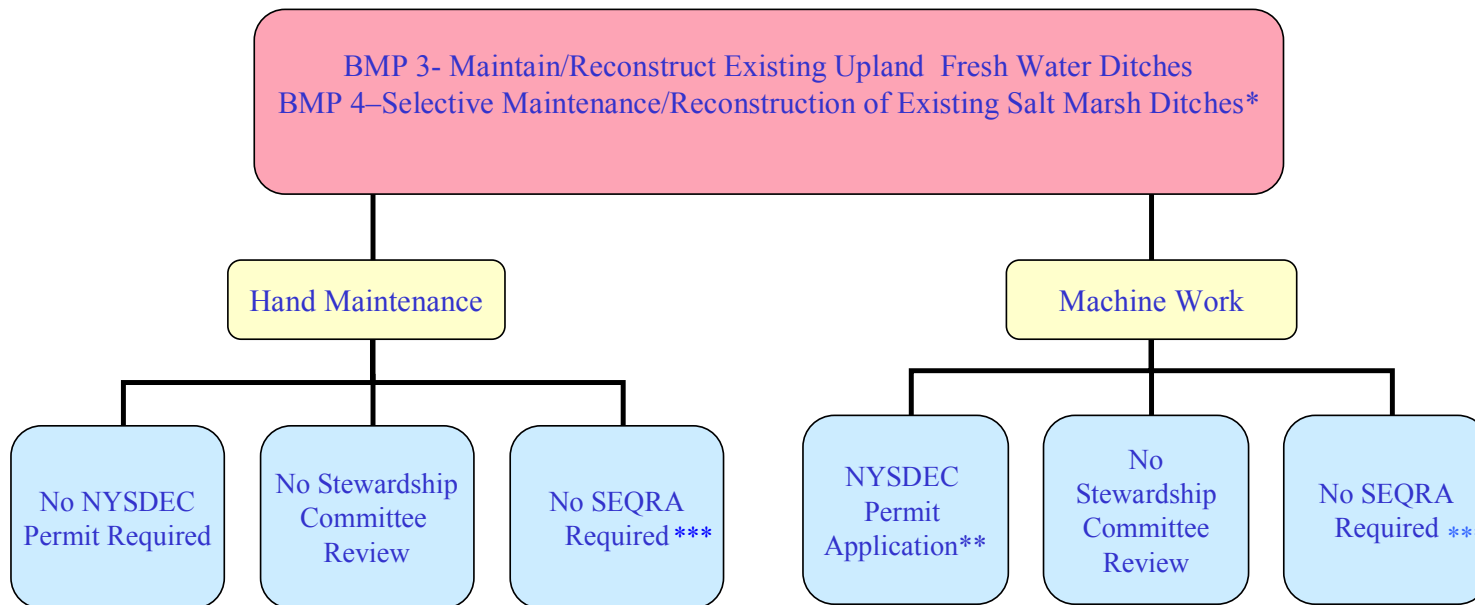 BMP 3- Maintain/Reconstruct Existing Upland Fresh Water Ditches
BMP 4–Selective Maintenance/Reconstruction of Existing Salt Marsh Ditches*
Hand Maintenance
Machine Work
No NYSDEC
Permit Required
No Stewardship
Committee
Review
No SEQRA
Required ***
NYSDEC
Permit
Application**
No
Stewardship
Committee
Review
No SEQRA
Required **